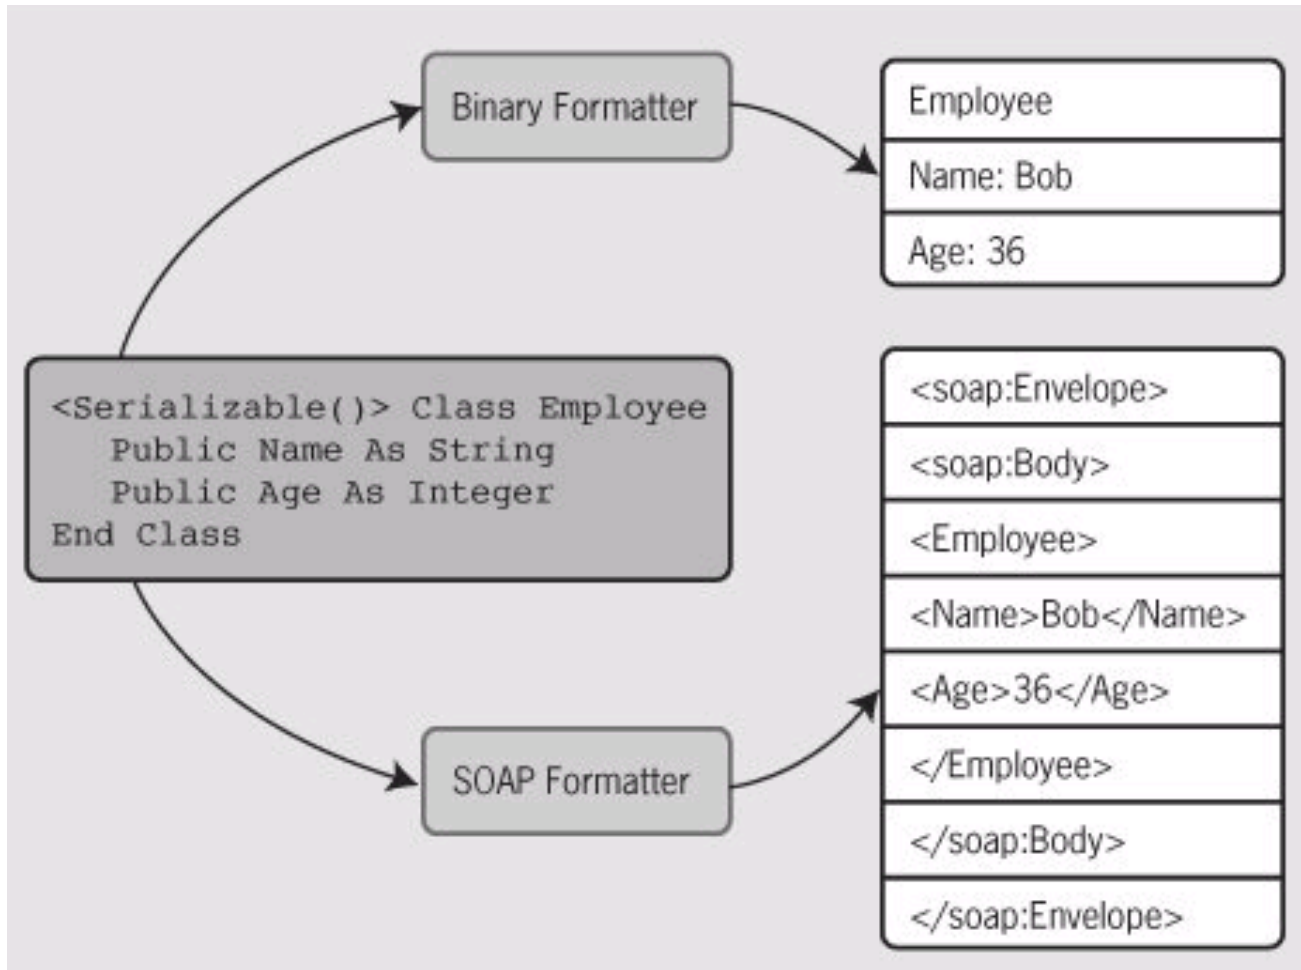 Binary Formatter
Employee
Name: Bob
Age: 36
<Serializable()> Class Employee
Public Name As String
Public Age As Integer
End Class
SOAP Formatter
<soap:Envelope>
<soap:Body>
<Employee>
<Name>Bob</Name>
<Age>36</Age>
</Employee>
</soap:Body>
</soap:Envelope>